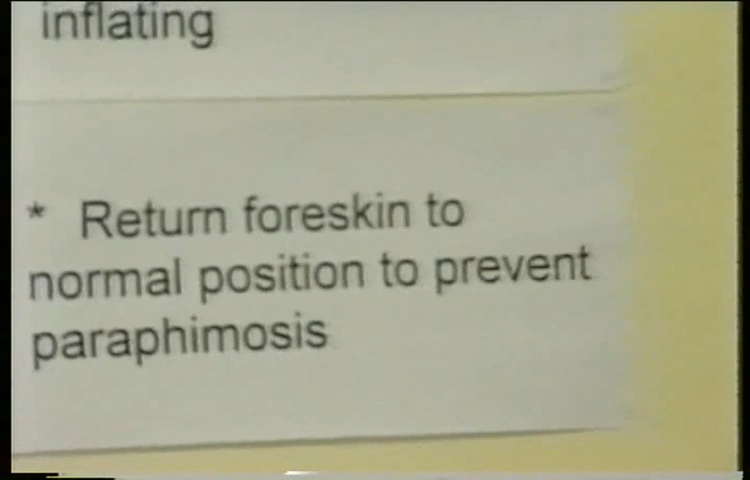 inflating
* Return foreskin to
normal position to prevent
paraphimosis